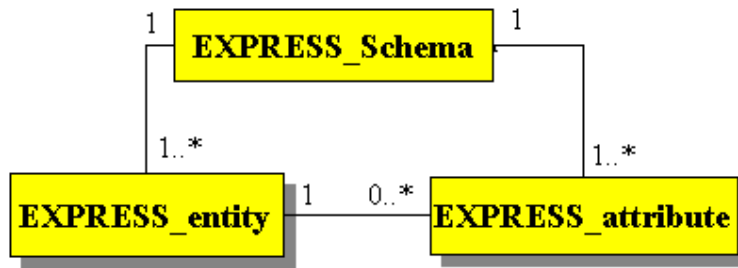 1 EXPRESS_Schema 1
1..* 1..*
EXPRESS_entity 1 0..* EXPRESS_attribute